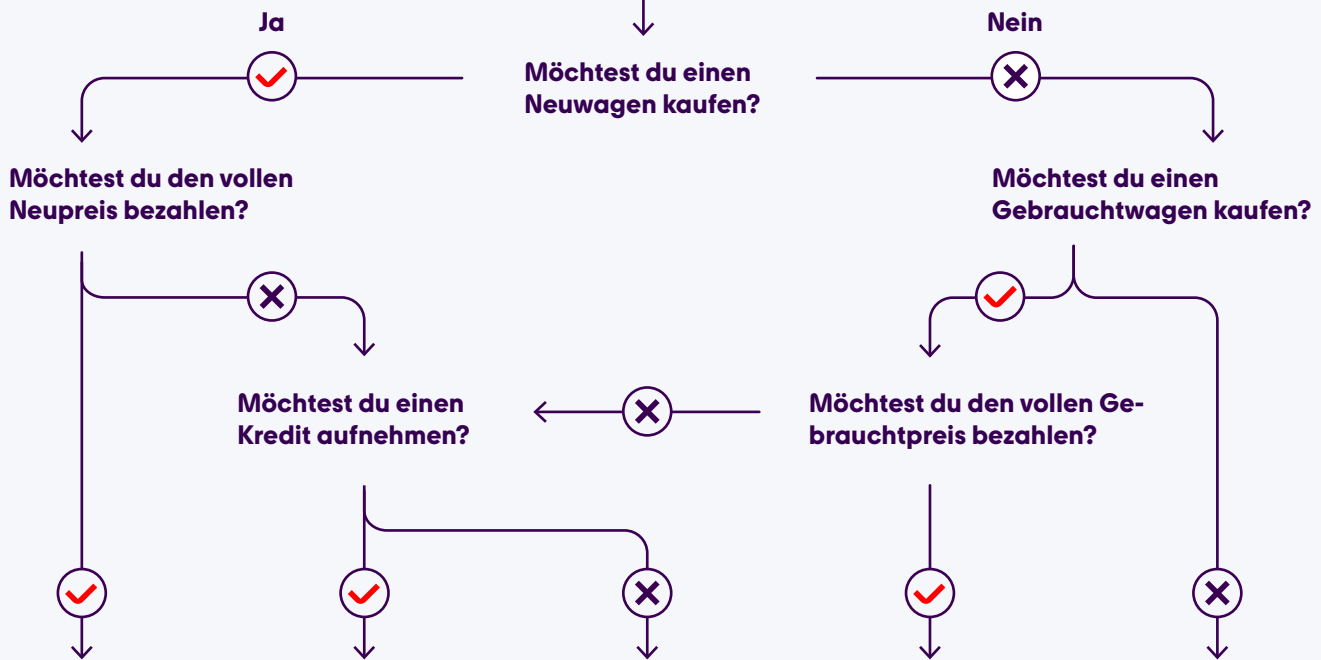 Ja
Nein
Möchtest du einen
Neuwagen kaufen?
Möchtest du den vollen
Neupreis bezahlen?
Möchtest du einen
Gebrauchtwagen kaufen?
Möchtest du einen
Kredit aufnehmen?
Möchtest du den vollen Ge-
brauchtpreis bezahlen?